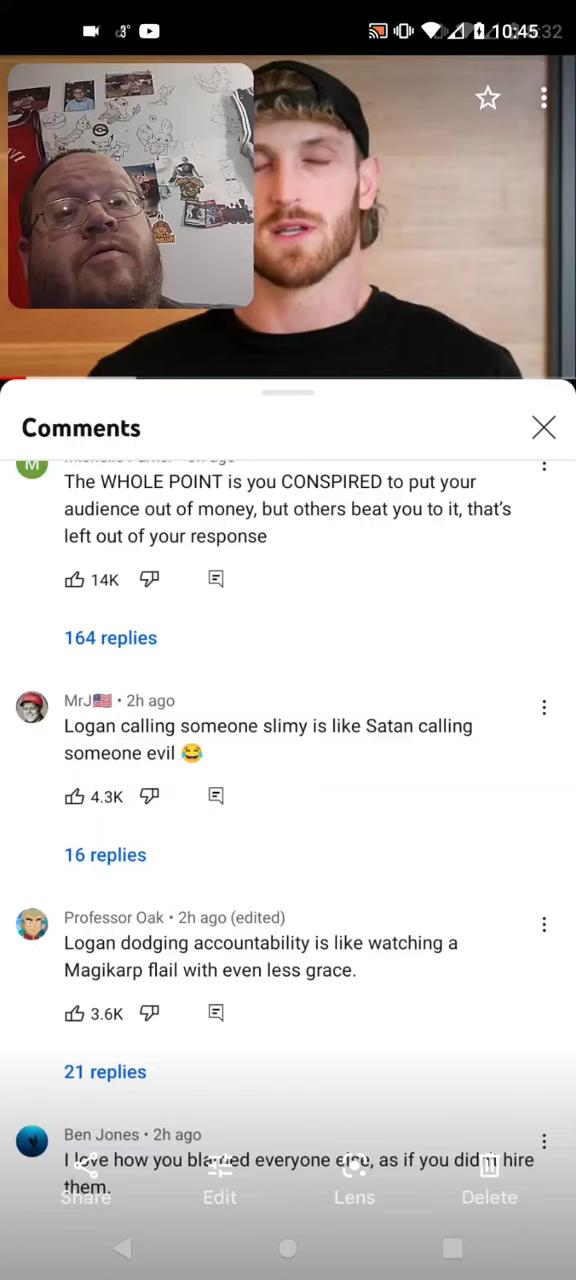 3°
10:45
:32
Comments
The WHOLE POINT is you CONSPIRED to put your
audience out of money, but others beat you to it, that's
left out of your response
14K
164 replies
MrJ🇺🇸 • 2h ago
Logan calling someone slimy is like Satan calling
someone evil 😂
4.3K
16 replies
Professor Oak • 2h ago (edited)
Logan dodging accountability is like watching a
Magikarp flail with even less grace.
3.6K
21 replies
Ben Jones • 2h ago
I love how you blamed everyone else, as if you didn't hire
them.
Share
Edit
Lens
Delete